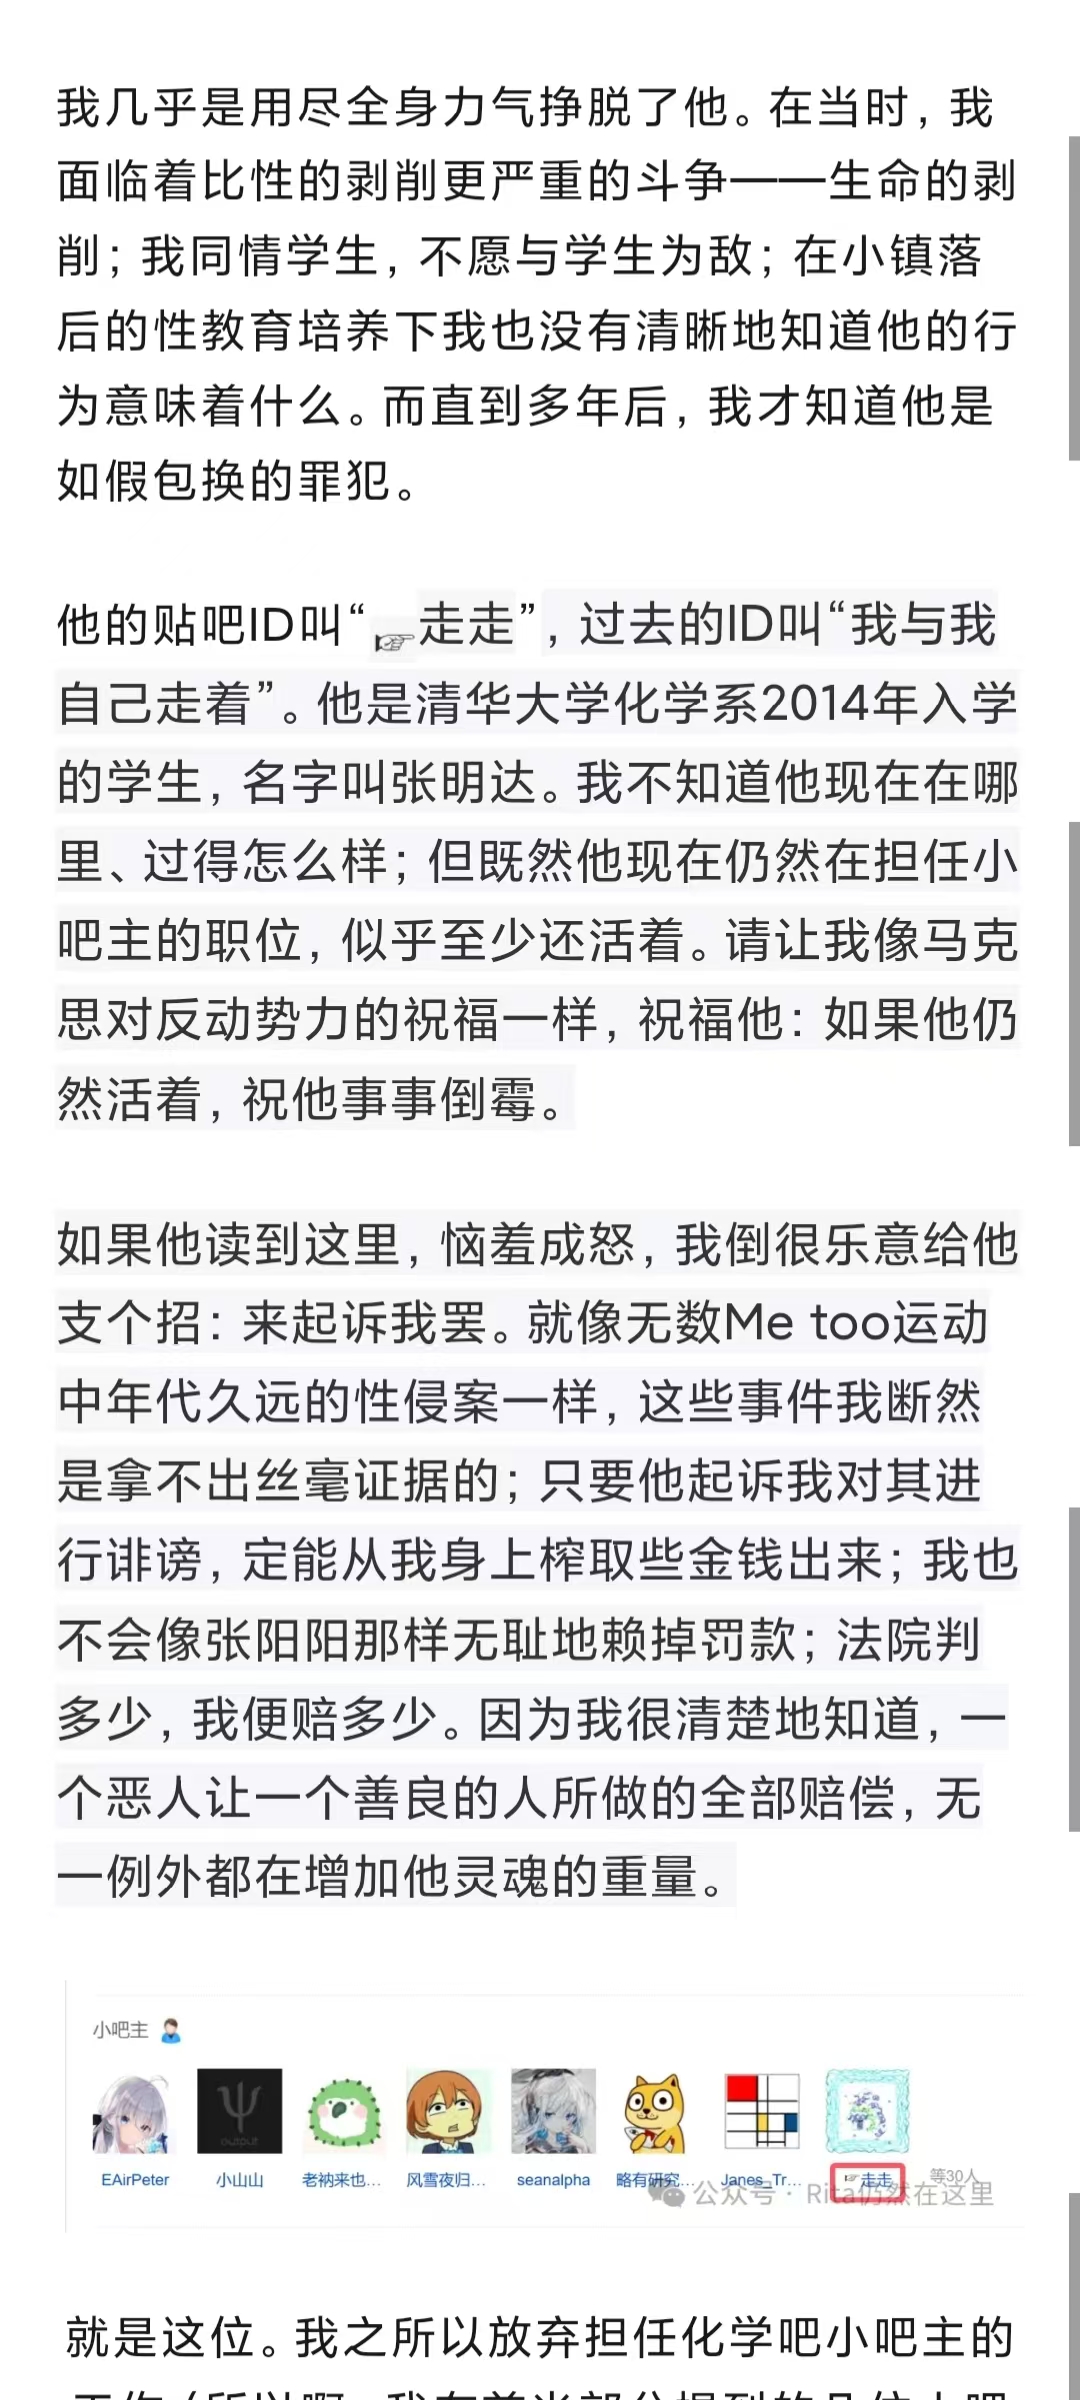 我几乎是用尽全身力气挣脱了他。在当时，我
面临着比性的剥削更严重的斗争——生命的剥
削；我同情学生，不愿与学生为敌；在小镇落
后的性教育培养下我也没有清晰地知道他的行
为意味着什么。而直到多年后，我才知道他是
如假包换的罪犯。
他的贴吧ID叫“☞走走”，过去的ID叫“我与我
自己走着”。他是清华大学化学系2014年入学
的学生，名字叫张明达。我不知道他现在在哪
里、过得怎么样；但既然他现在仍然在担任小
吧主的职位，似乎至少还活着。请让我像马克
思对反动势力的祝福一样，祝福他：如果他仍
然活着，祝他事事倒霉。
如果他读到这里，恼羞成怒，我倒很乐意给他
支个招：来起诉我罢。就像无数Me too运动
中年代久远的性侵案一样，这些事件我断然
是拿不出丝毫证据的；只要他起诉我对其进
行诽谤，定能从我身上榨取些金钱出来；我也
不会像张阳阳那样无耻地赖掉罚款；法院判
多少，我便赔多少。因为我很清楚地知道，一
个恶人让一个善良的人所做的全部赔偿，无
一例外都在增加他灵魂的重量。
小吧主
output
EAirPeter 小山山 老衲来也... 风雪夜归... seanalpha 略有研究... Janes_Tr... ☞走走 等30人
公众号 · Rita仍然在这里
就是这位。我之所以放弃担任化学吧小吧主的